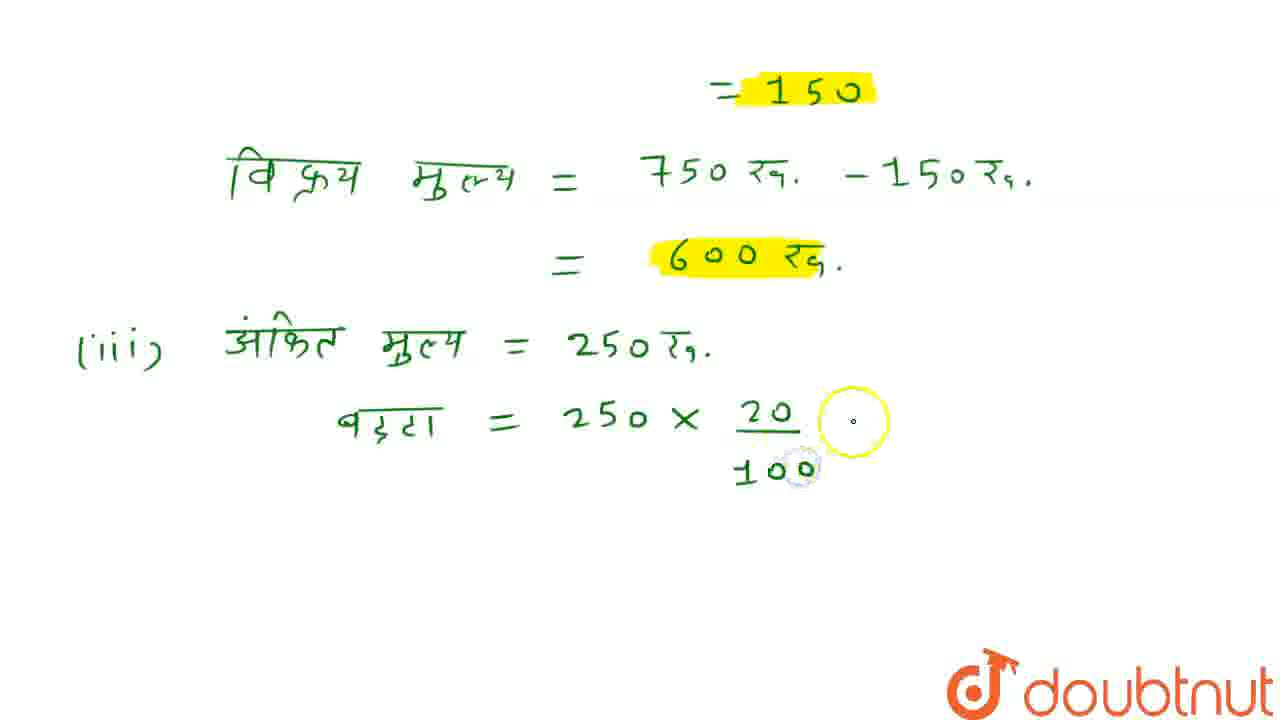 = 150
विक्रय मुल्य = 750 रू. - 150 रू.
= 600 रू.
(iii) अंकित मुल्य = 250 रू.
बट्टा = 250 × 20/100
doubtnut